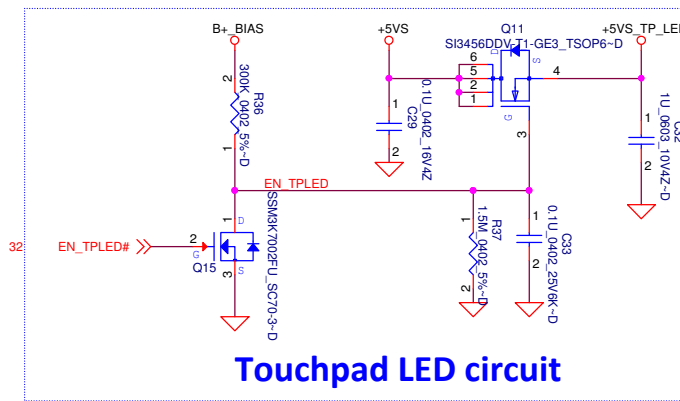 B+_BIAS
+5VS
Q11
+5VS_TP_LE
SI3456DDV-T1-GE3_TSOP6~D
D
S
G
6
5
2
1
4
3
2
300K_0402_5%~D
R36
1
1
0.1U_0402_16V4Z
C29
2
1
1U_0603_10V4Z~D
C32
2
EN_TPLED
32
EN_TPLED#
2
G
1
D
S
3
Q15
SSM3K7002FU_SC70-3~D
1
1.5M_0402_5%~D
R37
2
1
0.1U_0402_25V6K~D
C33
2
Touchpad LED circuit